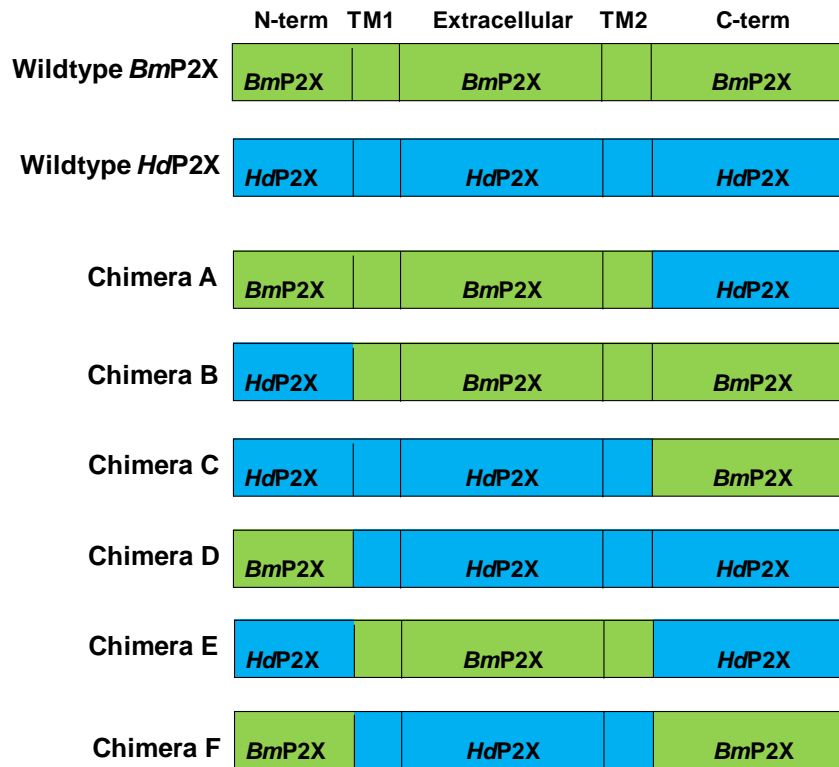 N-term TM1 Extracellular TM2 C-term
Wildtype BmP2X BmP2X BmP2X BmP2X
Wildtype HdP2X HdP2X HdP2X HdP2X
Chimera A BmP2X BmP2X HdP2X
Chimera B HdP2X BmP2X BmP2X
Chimera C HdP2X HdP2X BmP2X
Chimera D BmP2X HdP2X HdP2X
Chimera E HdP2X BmP2X HdP2X
Chimera F BmP2X HdP2X BmP2X